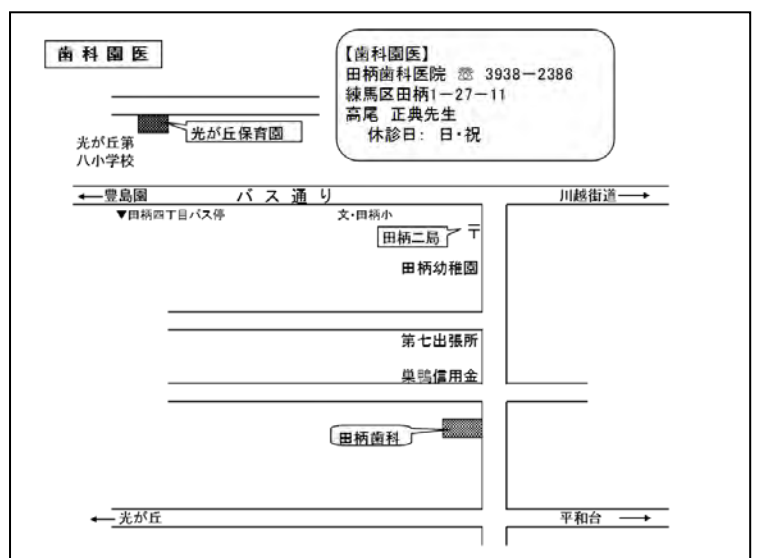 歯科園医
【歯科園医】
田柄歯科医院 ☏ 3938－2386
練馬区田柄1－27－11
高尾 正典先生
休診日： 日・祝
光が丘保育園
光が丘第
八小学校
←豊島園 バス通り 川越街道→
▼田柄四丁目バス停 文・田柄小
田柄二局 〒
田柄幼稚園
第七出張所
巣鴨信用金
田柄歯科
←光が丘 平和台 →